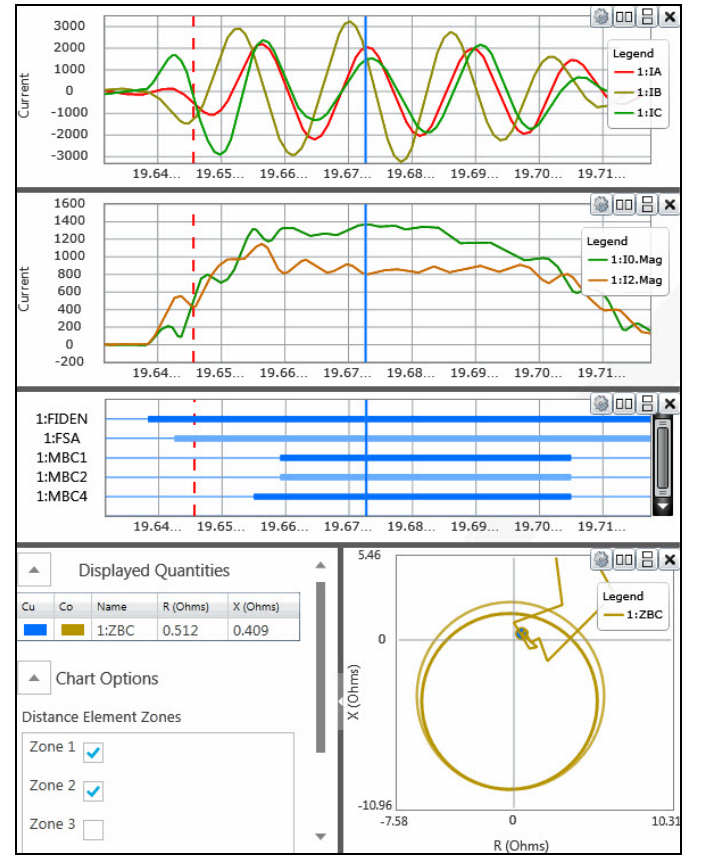 3000
2000
1000
0
-1000
-2000
-3000
Current
Legend
1:IA
1:IB
1:IC
19.64... 19.65... 19.66... 19.67... 19.68... 19.69... 19.70... 19.71...
1600
1400
1200
1000
800
600
400
200
0
-200
Current
Legend
1:I0.Mag
1:I2.Mag
19.64... 19.65... 19.66... 19.67... 19.68... 19.69... 19.70... 19.71...
1:FIDEN
1:FSA
1:MBC1
1:MBC2
1:MBC4
19.64... 19.65... 19.66... 19.67... 19.68... 19.69... 19.70... 19.71...
Displayed Quantities
Cu Co Name R (Ohms) X (Ohms)
1:ZBC 0.512 0.409
Chart Options
Distance Element Zones
Zone 1
Zone 2
Zone 3
5.46
0
-10.96
X (Ohms)
Legend
1:ZBC
-7.58 0 10.31
R (Ohms)